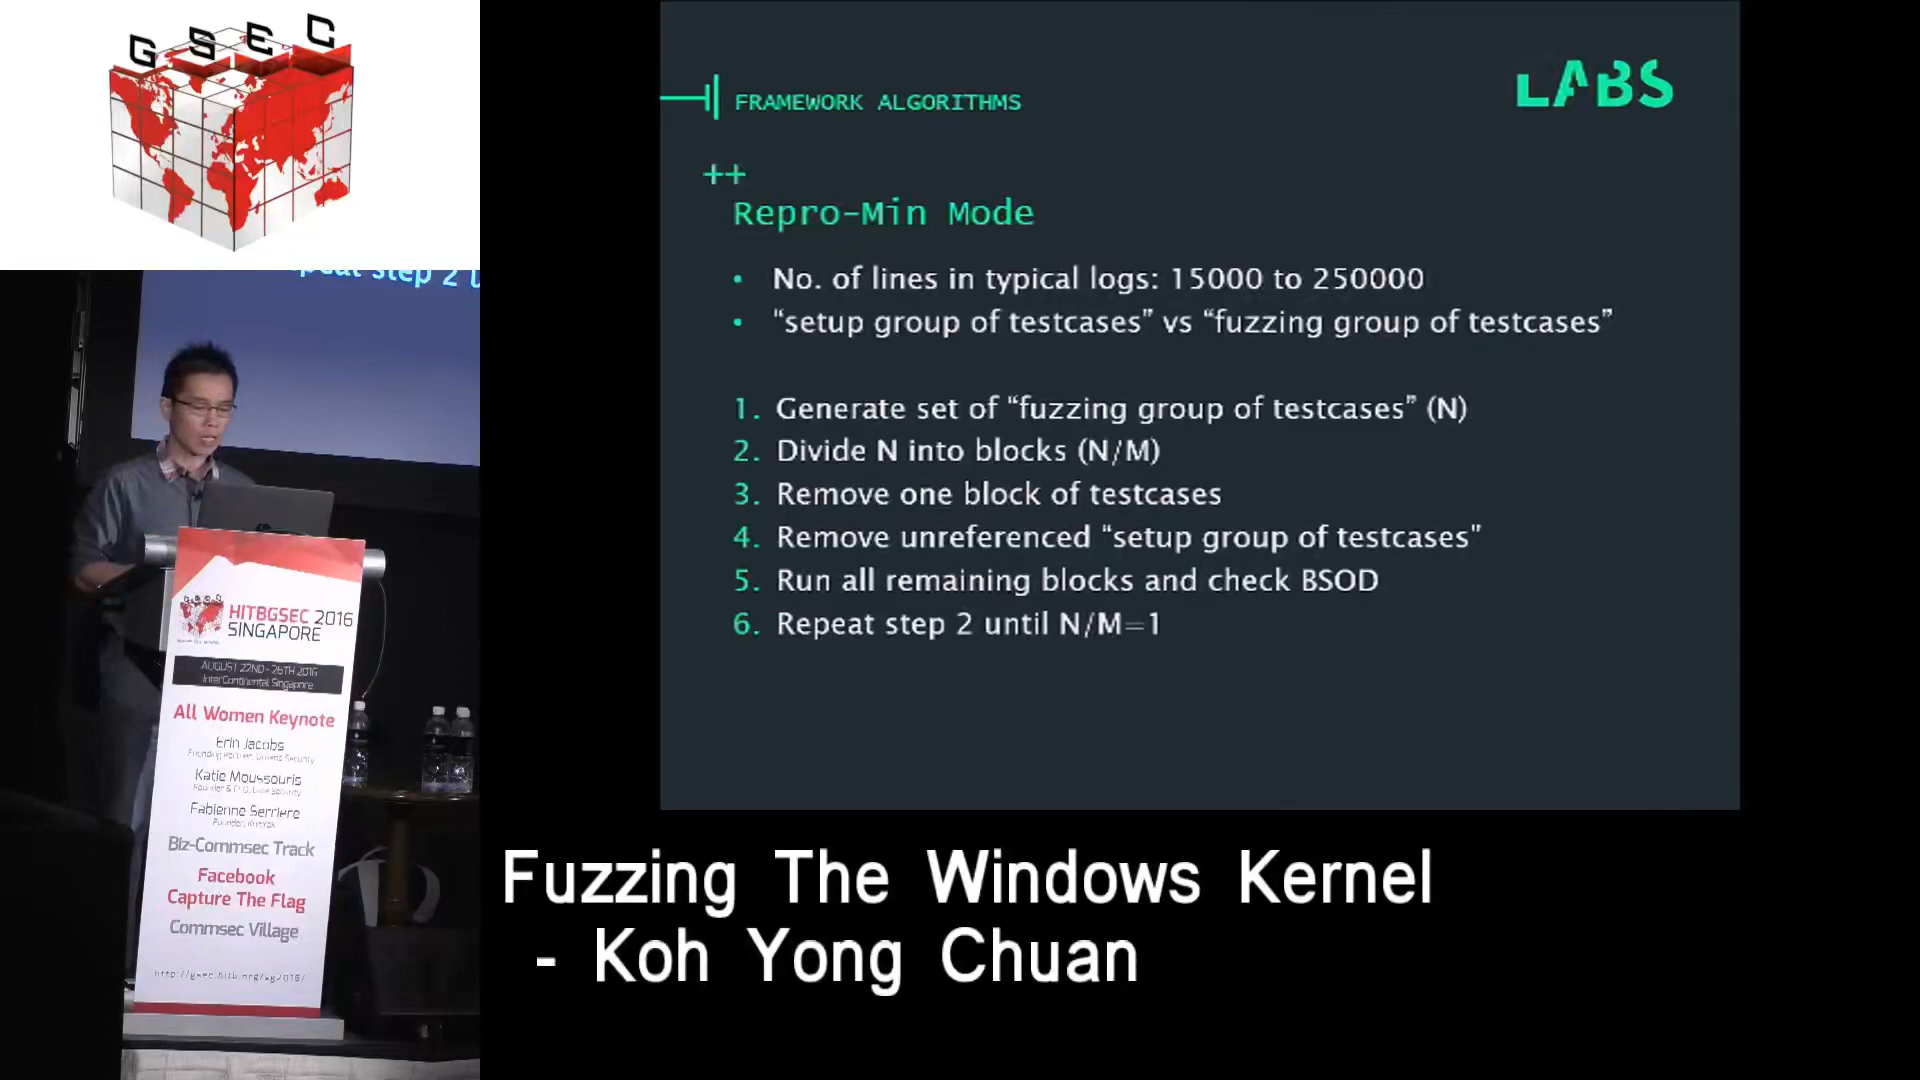 GSEC
LABS
FRAMEWORK ALGORITHMS
++
Repro-Min Mode
• No. of lines in typical logs: 15000 to 250000
• “setup group of testcases” vs “fuzzing group of testcases”
1. Generate set of “fuzzing group of testcases” (N)
2. Divide N into blocks (N/M)
3. Remove one block of testcases
4. Remove unreferenced “setup group of testcases”
5. Run all remaining blocks and check BSOD
6. Repeat step 2 until N/M=1
step 2
HITBGSEC 2016
SINGAPORE
AUGUST 22ND - 26TH 2016
InterContinental Singapore
All Women Keynote
Erin Jacobs
Katie Moussouris
Fabienne Serriere
Biz-Commsec Track
Facebook
Capture The Flag
Commsec Village
Fuzzing The Windows Kernel
- Koh Yong Chuan